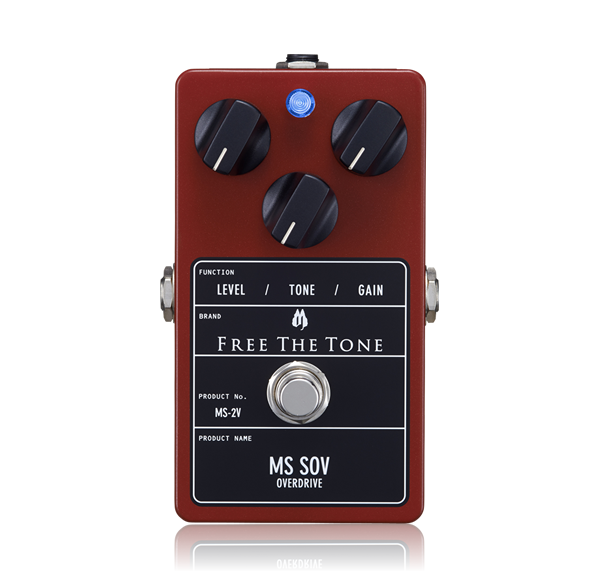 FUNCTION
LEVEL / TONE / GAIN
BRAND
FREE THE TONE
PRODUCT No.
MS-2V
PRODUCT NAME
MS SOV
OVERDRIVE